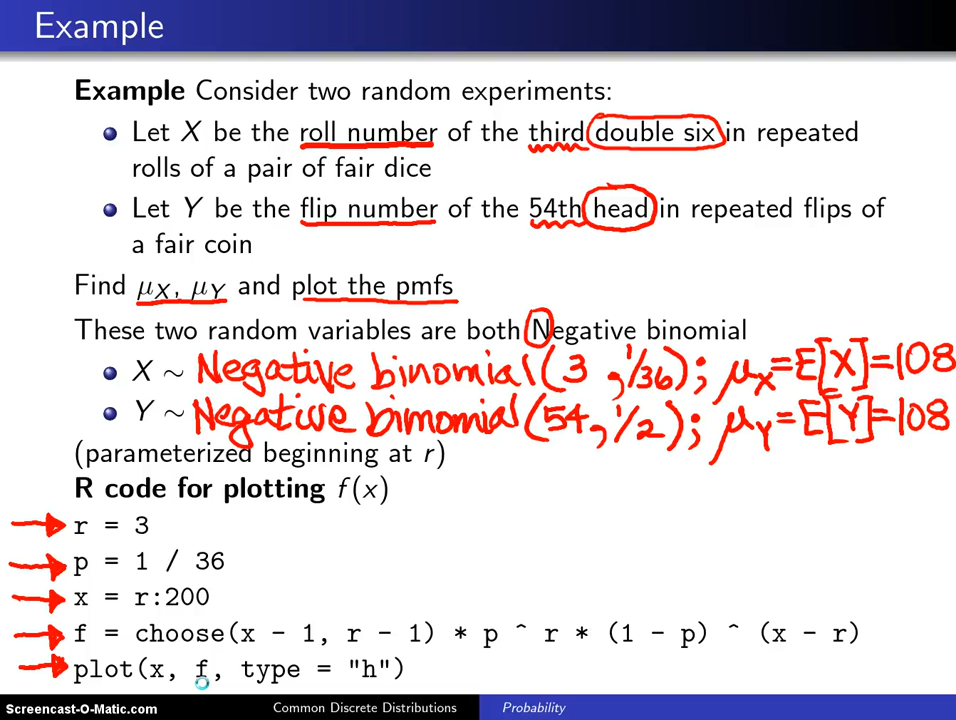 Example
Example Consider two random experiments:
Let X be the roll number of the third double six in repeated
rolls of a pair of fair dice
Let Y be the flip number of the 54th head in repeated flips of
a fair coin
Find μX, μY and plot the pmfs
These two random variables are both Negative binomial
X ~ Negative binomial (3, 1/36); μX = E[X] = 108
Y ~ Negative bimomial (54, 1/2); μY = E[Y] = 108
(parameterized beginning at r)
R code for plotting f(x)
r = 3
p = 1 / 36
x = r:200
f = choose(x - 1, r - 1) * p ^ r * (1 - p) ^ (x - r)
plot(x, f, type = "h")
Screencast-O-Matic.com Common Discrete Distributions Probability